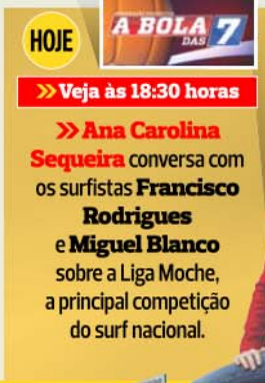 HOJE
A BOLA
DAS 7
>> Veja às 18:30 horas
>> Ana Carolina
Sequeira conversa com
os surfistas Francisco
Rodrigues
e Miguel Blanco
sobre a Liga Moche,
a principal competição
do surf nacional.